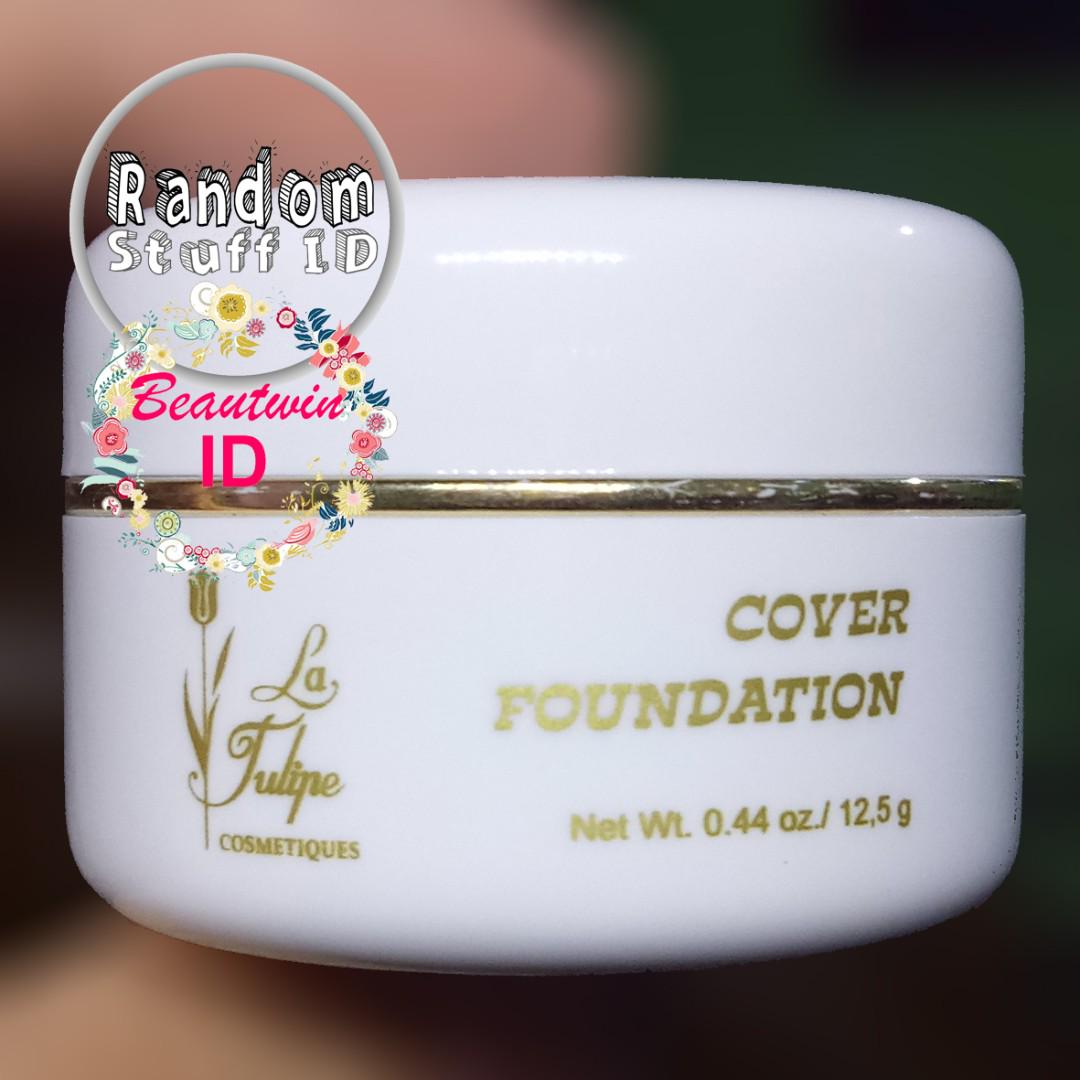 Random
Stuff ID
Beautwin
ID
La
Tulipe
COSMETIQUES
COVER
FOUNDATION
Net Wt. 0.44 oz./ 12,5 g